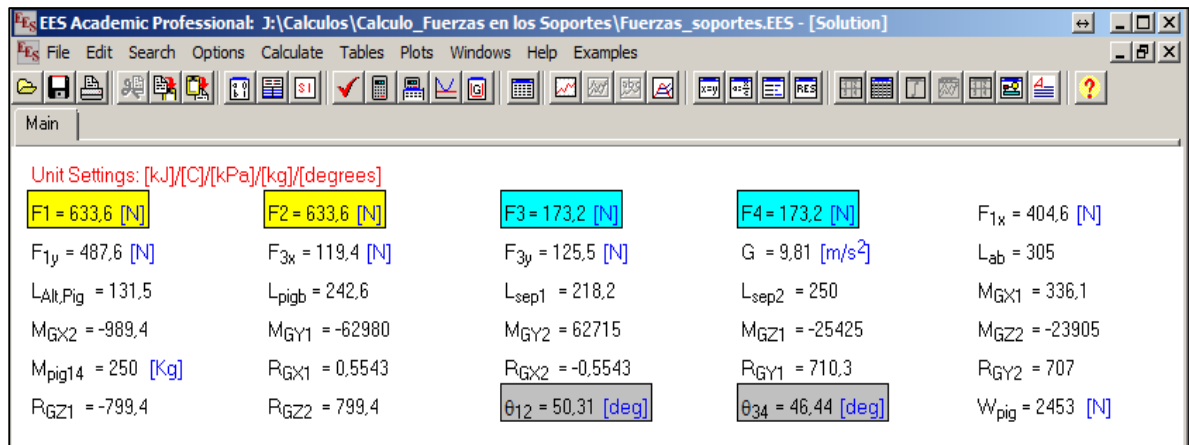 EES Academic Professional: J:\Calculos\Calculo_Fuerzas en los Soportes\Fuerzas_soportes.EES - [Solution]
File Edit Search Options Calculate Tables Plots Windows Help Examples
Main
Unit Settings: [kJ]/[C]/[kPa]/[kg]/[degrees]
F1 = 633,6 [N] F2 = 633,6 [N] F3 = 173,2 [N] F4 = 173,2 [N] F1x = 404,6 [N]
F1y = 487,6 [N] F3x = 119,4 [N] F3y = 125,5 [N] G = 9,81 [m/s2] Lab = 305
LAlt,Pig = 131,5 Lpigb = 242,6 Lsep1 = 218,2 Lsep2 = 250 MGX1 = 336,1
MGX2 = -989,4 MGY1 = -62980 MGY2 = 62715 MGZ1 = -25425 MGZ2 = -23905
Mpig14 = 250 [Kg] RGX1 = 0,5543 RGX2 = -0,5543 RGY1 = 710,3 RGY2 = 707
RGZ1 = -799,4 RGZ2 = 799,4 θ12 = 50,31 [deg] θ34 = 46,44 [deg] Wpig = 2453 [N]